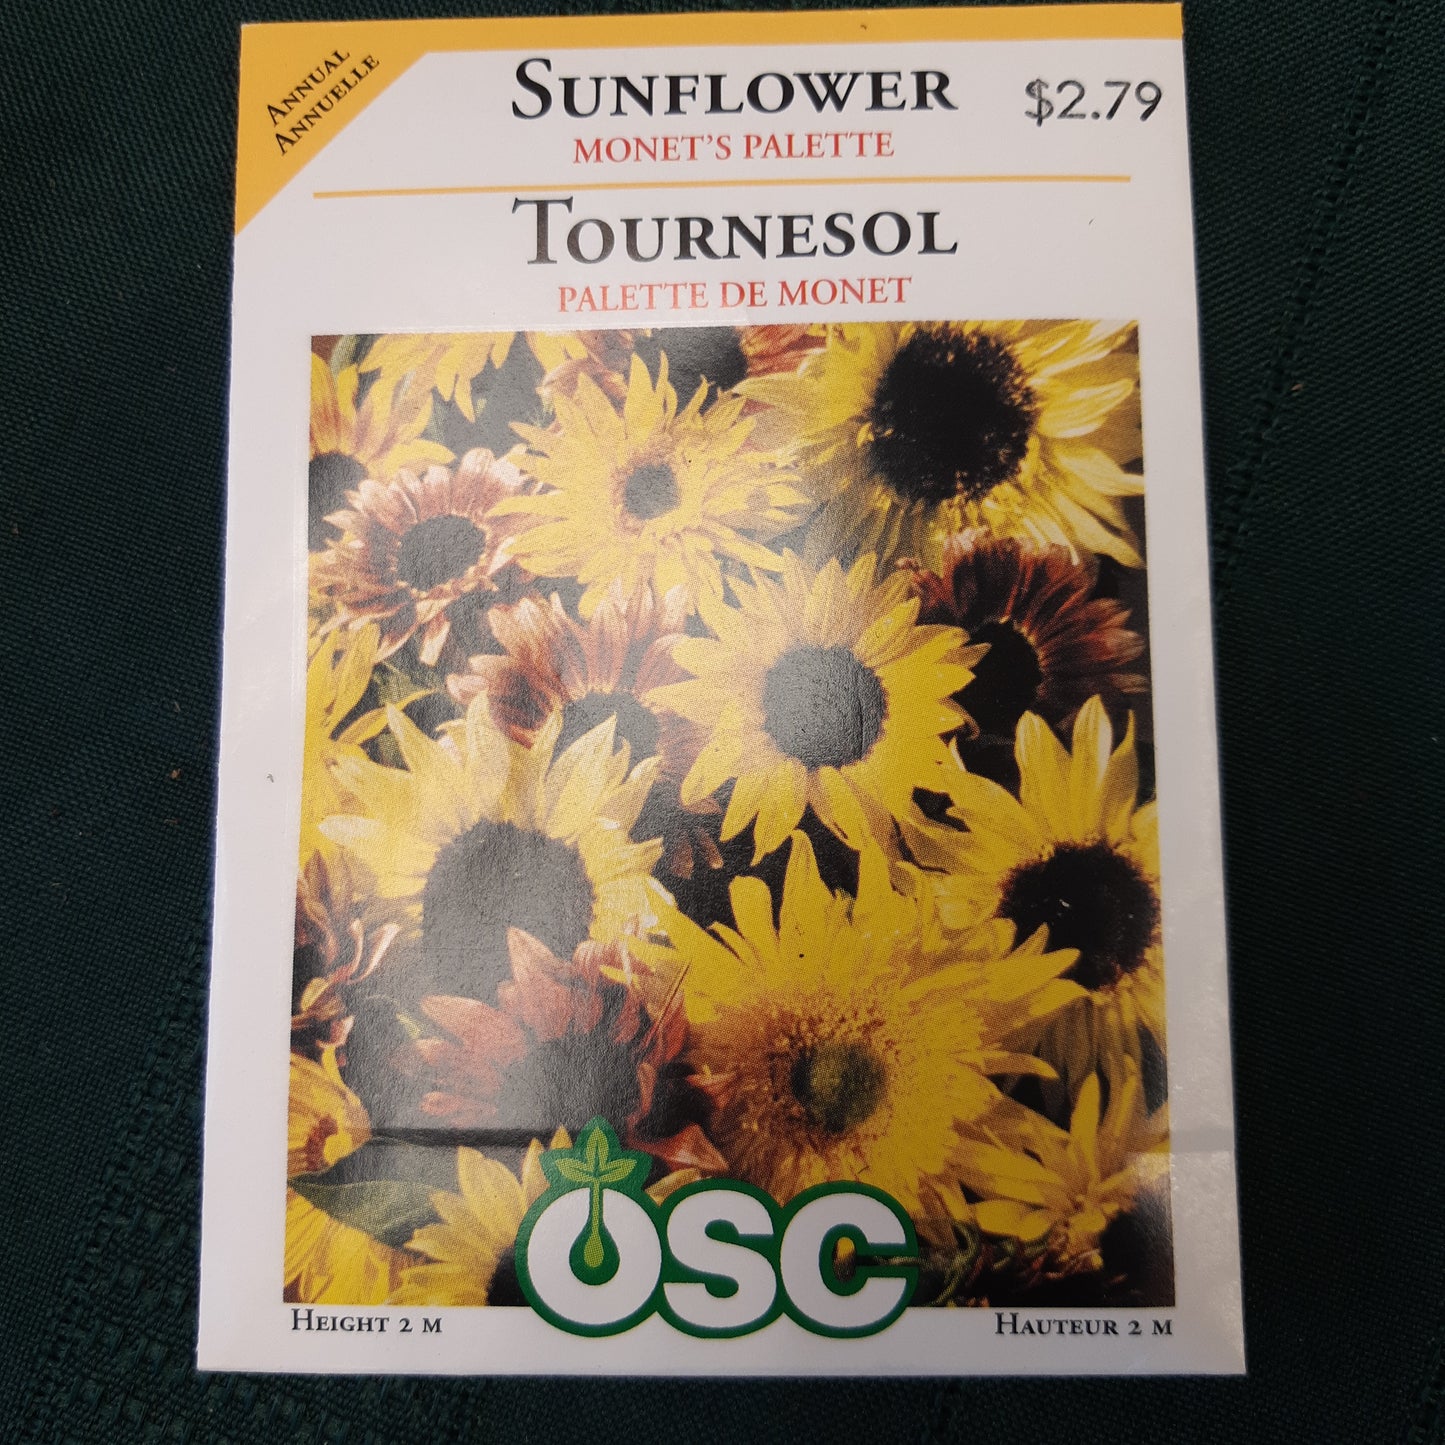 ANNUAL
ANNUELLE
SUNFLOWER
$2.79
MONET'S PALETTE
TOURNESOL
PALETTE DE MONET
OSC
HEIGHT 2 M
HAUTEUR 2 M